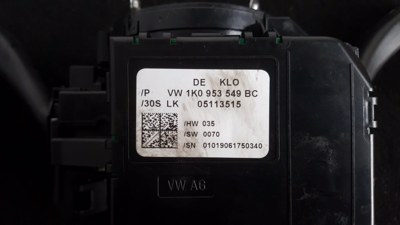 DE KLO
/P VW 1K0 953 549 BC
/30S LK 05113515
/HW 035
/SW 0070
/SN 01019061750340
VW AG